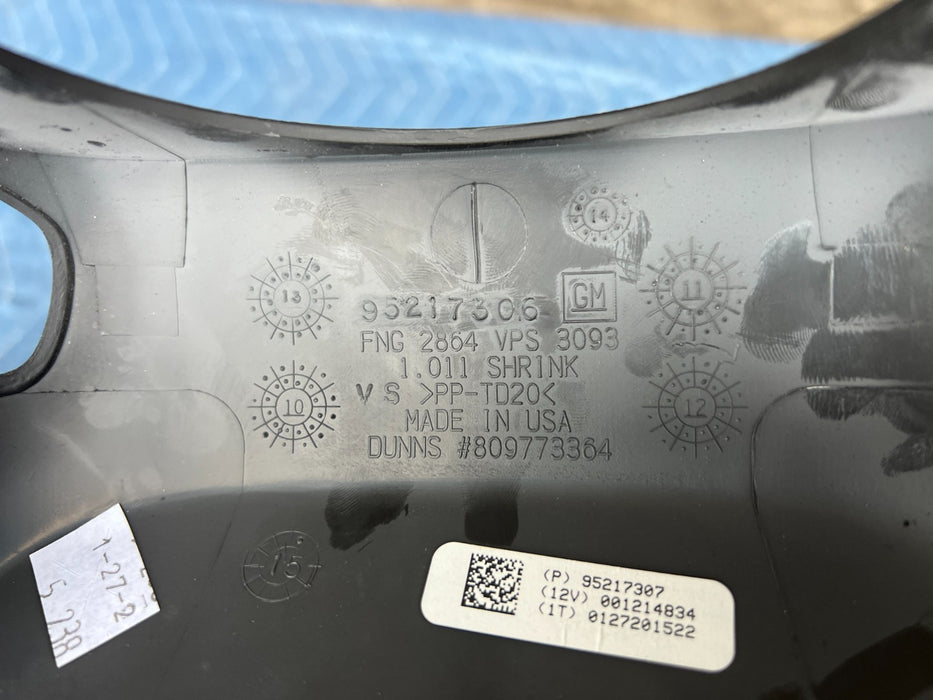 14
13
11
95217306 GM
FNG 2864 VPS 3093
1.011 SHRINK
VS >PP-TD20<
10
12
MADE IN USA
DUNNS #809773364
15
1-27-2
5 238
(P) 95217307
(12V) 001214834
(1T) 0127201522